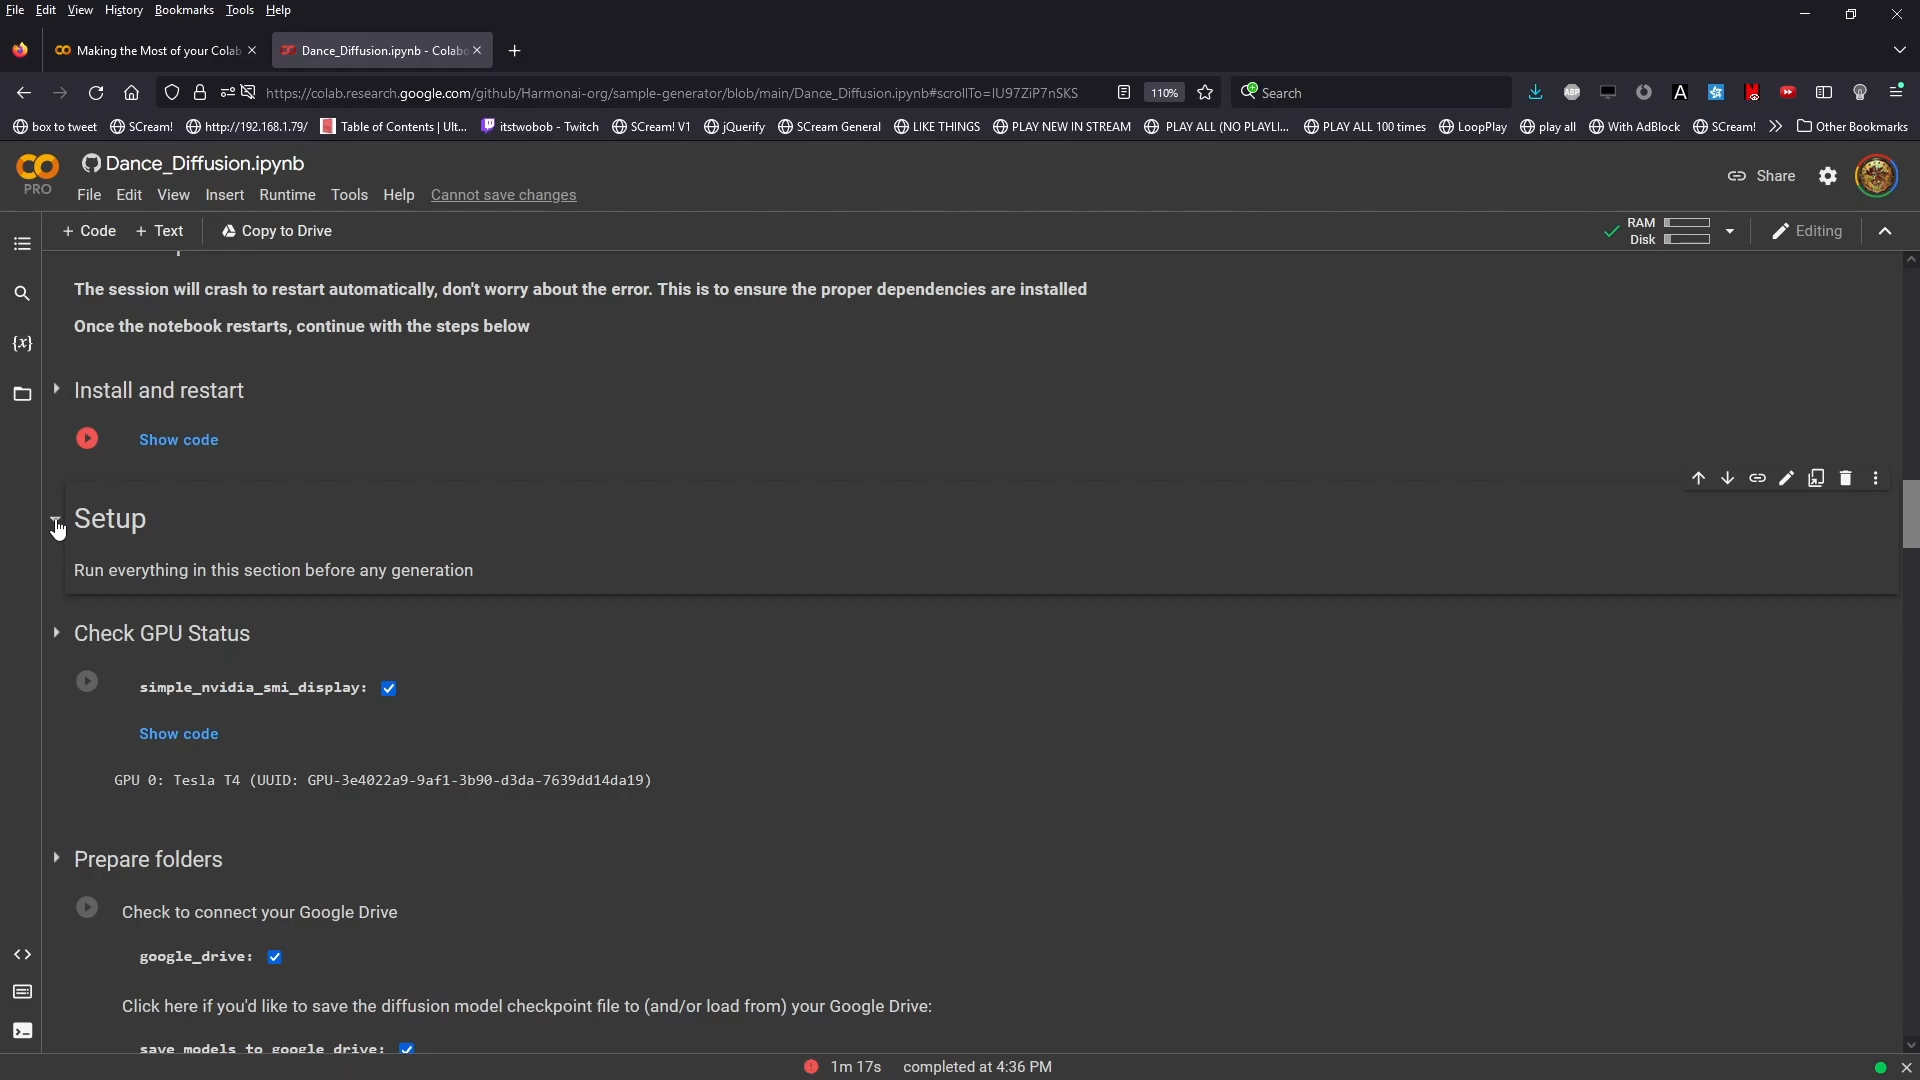 File Edit View History Bookmarks Tools Help
Making the Most of your Colab
Dance_Diffusion.ipynb - Colabo
https://colab.research.google.com/github/Harmonai-org/sample-generator/blob/main/Dance_Diffusion.ipynb#scrollTo=IU97ZiP7nSKS
110%
Search
ABP
box to tweet SCream! http://192.168.1.79/ Table of Contents | Ult... itstwobob - Twitch SCream! V1 jQuerify SCream General LIKE THINGS PLAY NEW IN STREAM PLAY ALL (NO PLAYLI... PLAY ALL 100 times LoopPlay play all With AdBlock SCream! Other Bookmarks
PRO
Dance_Diffusion.ipynb
File Edit View Insert Runtime Tools Help Cannot save changes
Share
+ Code + Text Copy to Drive
RAM
Disk
Editing
The session will crash to restart automatically, don't worry about the error. This is to ensure the proper dependencies are installed
Once the notebook restarts, continue with the steps below
Install and restart
Show code
Setup
Run everything in this section before any generation
Check GPU Status
simple_nvidia_smi_display:
Show code
GPU 0: Tesla T4 (UUID: GPU-3e4022a9-9af1-3b90-d3da-7639dd14da19)
Prepare folders
Check to connect your Google Drive
google_drive:
Click here if you'd like to save the diffusion model checkpoint file to (and/or load from) your Google Drive:
save_models_to_google_drive:
1m 17s completed at 4:36 PM